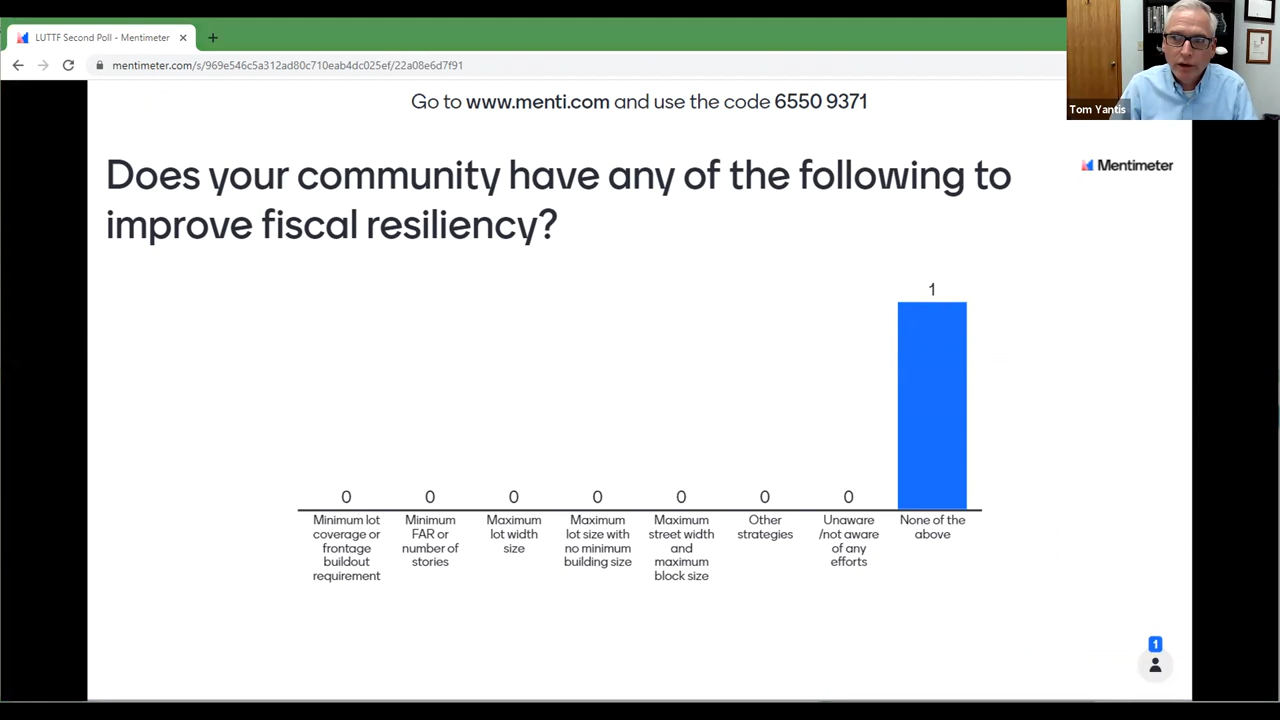 LUTTF Second Poll - Mentimeter
mentimeter.com/s/969e546c5a312ad80c710eab4dc025ef/22a08e6d7f91
Tom Yantis
Go to www.menti.com and use the code 6550 9371
Mentimeter
Does your community have any of the following to
improve fiscal resiliency?
1
0 0 0 0 0 0 0
Minimum lot
coverage or
frontage
buildout
requirement
Minimum
FAR or
number of
stories
Maximum
lot width
size
Maximum
lot size with
no minimum
building size
Maximum
street width
and
maximum
block size
Other
strategies
Unaware
/not aware
of any
efforts
None of the
above
1